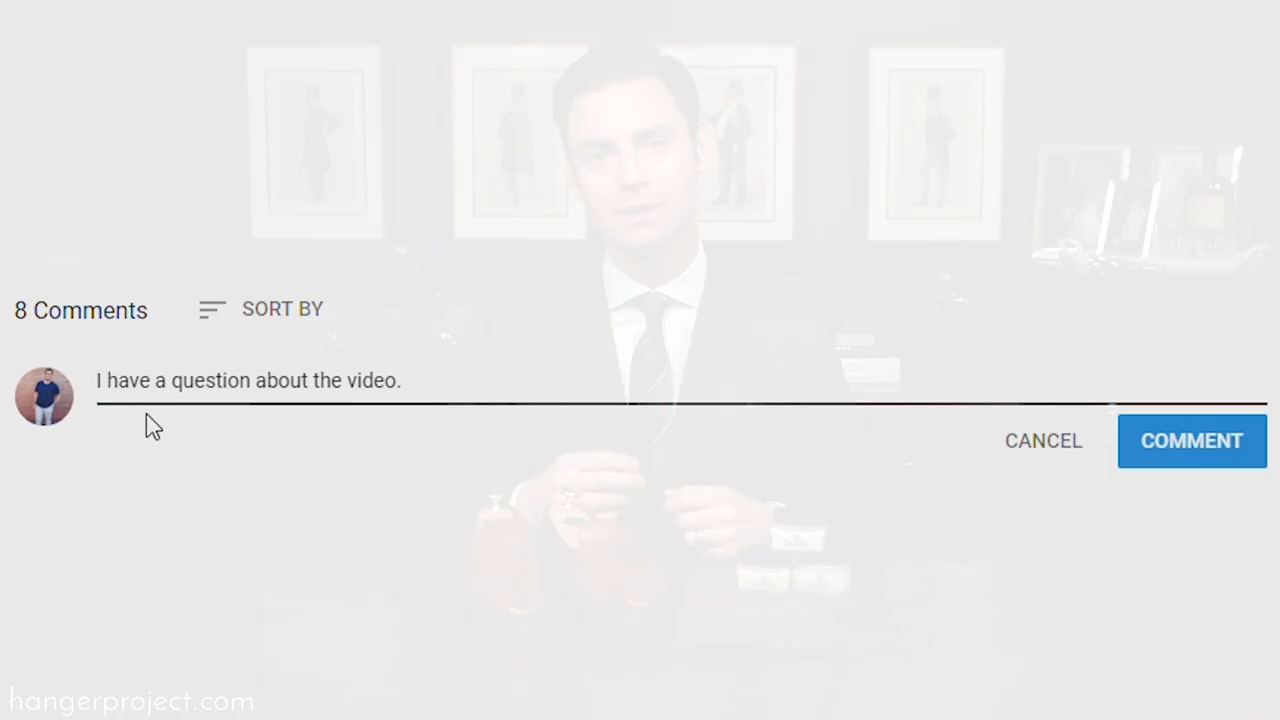 8 Comments SORT BY
I have a question about the video.
CANCEL COMMENT
hangerproject.com